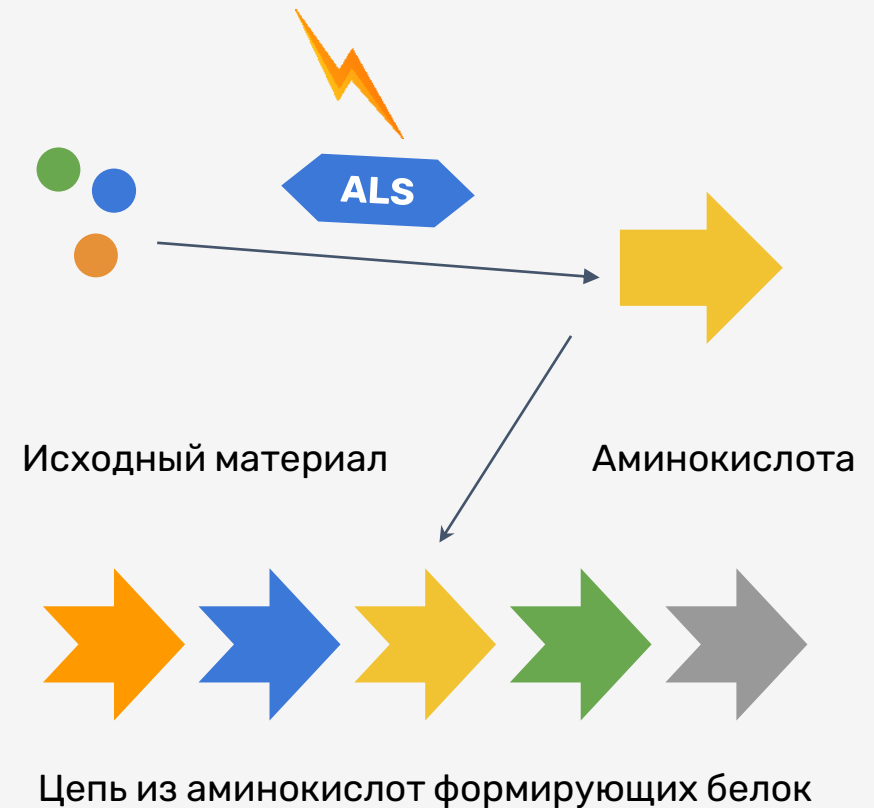 ALS
Исходный материал
Аминокислота
Цепь из аминокислот формирующих белок